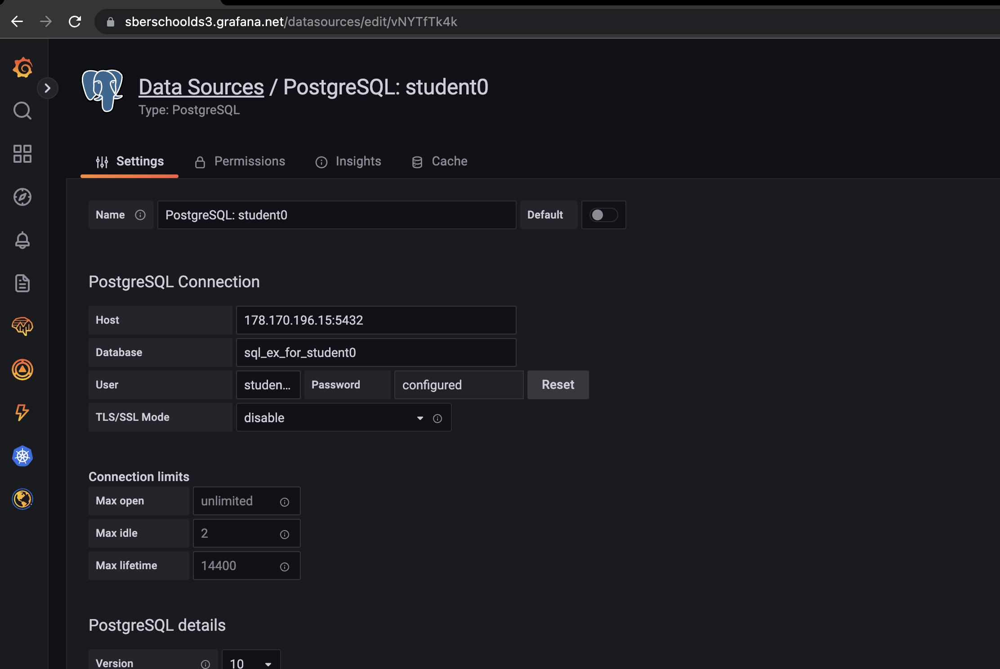 sberschoolds3.grafana.net/datasources/edit/vNYTfTk4k
Data Sources / PostgreSQL: student0
Type: PostgreSQL
Settings Permissions Insights Cache
Name PostgreSQL: student0 Default
PostgreSQL Connection
Host 178.170.196.15:5432
Database sql_ex_for_student0
User studen... Password configured Reset
TLS/SSL Mode disable
Connection limits
Max open unlimited
Max idle 2
Max lifetime 14400
PostgreSQL details
Version 10